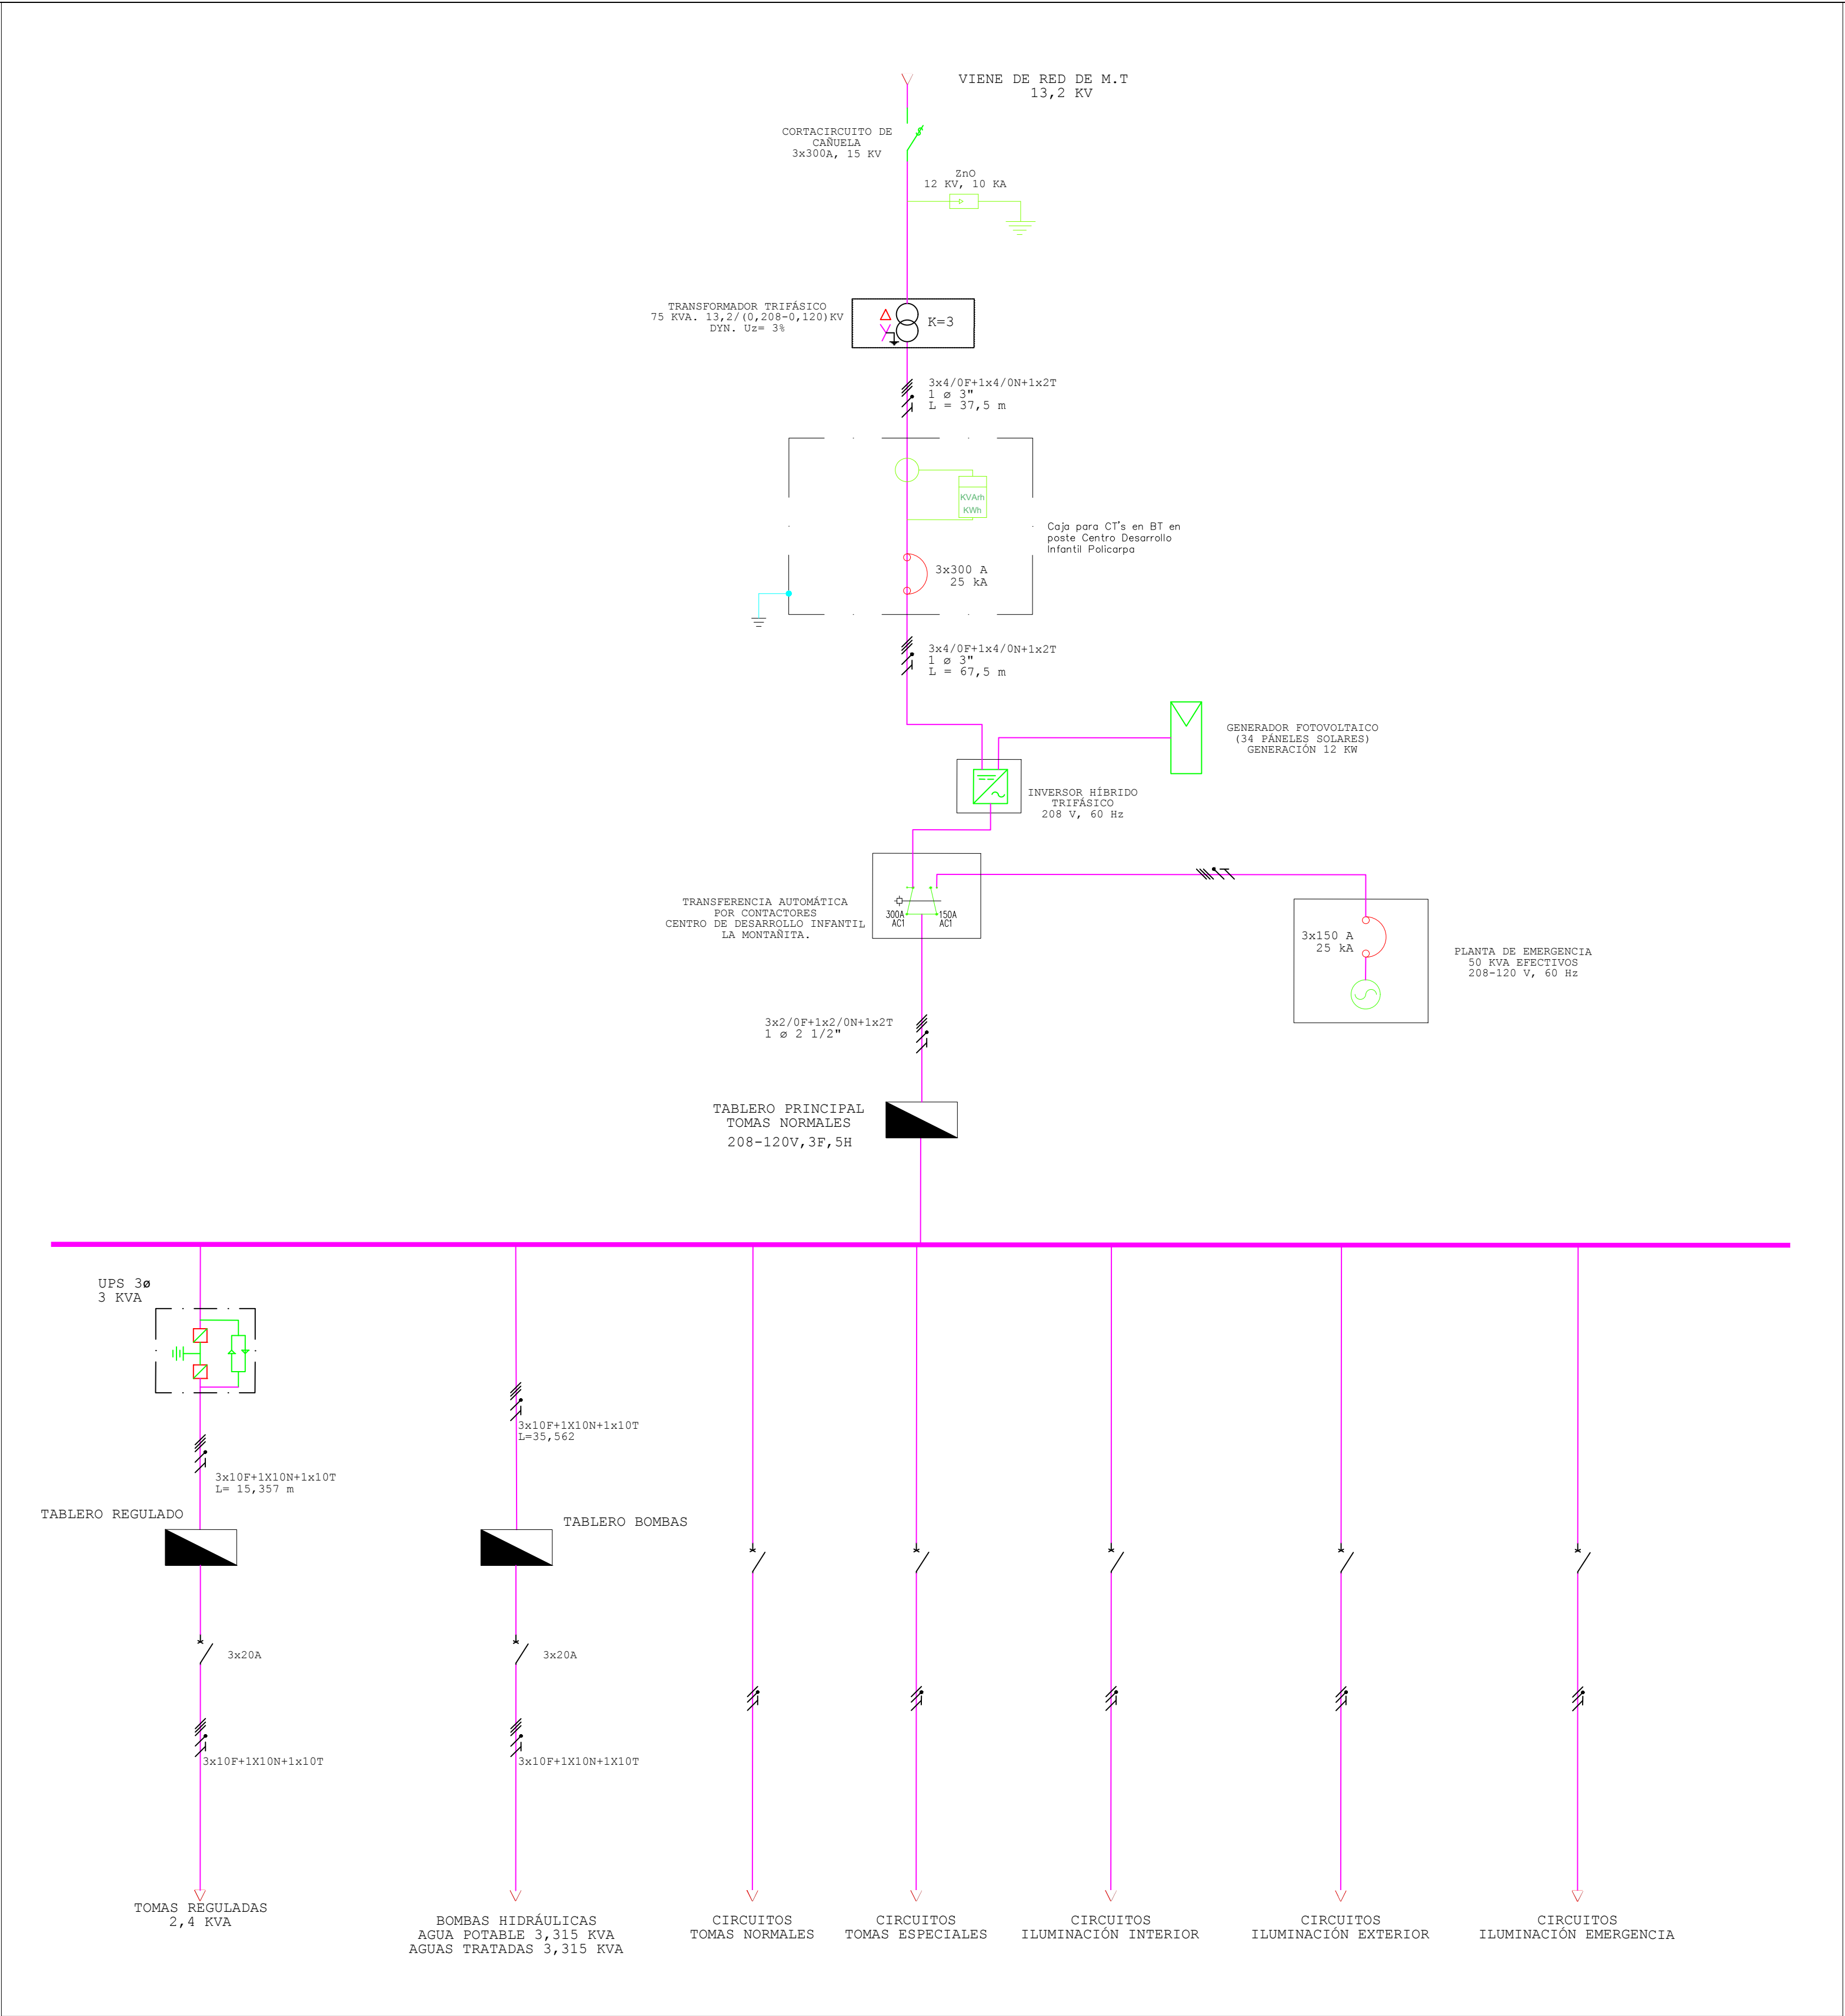 VIENE DE RED DE M.T
13,2 KV
CORTACIRCUITO DE
CAÑUELA
3x300A, 15 KV
ZnO
12 KV, 10 KA
TRANSFORMADOR TRIFÁSICO
75 KVA. 13,2/(0,208-0,120)KV
DYN. Uz= 3%
K=3
3x4/0F+1x4/0N+1x2T
1 ø 3"
L = 37,5 m
KVArh
KWh
Caja para CT's en BT en
poste Centro Desarrollo
Infantil Policarpa
3x300 A
25 kA
3x4/0F+1x4/0N+1x2T
1 ø 3"
L = 67,5 m
GENERADOR FOTOVOLTAICO
(34 PÁNELES SOLARES)
GENERACIÓN 12 KW
INVERSOR HÍBRIDO
TRIFÁSICO
208 V, 60 Hz
TRANSFERENCIA AUTOMÁTICA
POR CONTACTORES
CENTRO DE DESARROLLO INFANTIL
LA MONTAÑITA.
300A
AC1
150A
AC1
3x150 A
25 kA
PLANTA DE EMERGENCIA
50 KVA EFECTIVOS
208-120 V, 60 Hz
3x2/0F+1x2/0N+1x2T
1 ø 2 1/2"
TABLERO PRINCIPAL
TOMAS NORMALES
208-120V,3F,5H
UPS 3ø
3 KVA
3x10F+1X10N+1x10T
L=35,562
3x10F+1X10N+1x10T
L= 15,357 m
TABLERO REGULADO
TABLERO BOMBAS
3x20A
3x20A
3x10F+1X10N+1x10T
3x10F+1X10N+1X10T
TOMAS REGULADAS
2,4 KVA
BOMBAS HIDRÁULICAS
AGUA POTABLE 3,315 KVA
AGUAS TRATADAS 3,315 KVA
CIRCUITOS
TOMAS NORMALES
CIRCUITOS
TOMAS ESPECIALES
CIRCUITOS
ILUMINACIÓN INTERIOR
CIRCUITOS
ILUMINACIÓN EXTERIOR
CIRCUITOS
ILUMINACIÓN EMERGENCIA